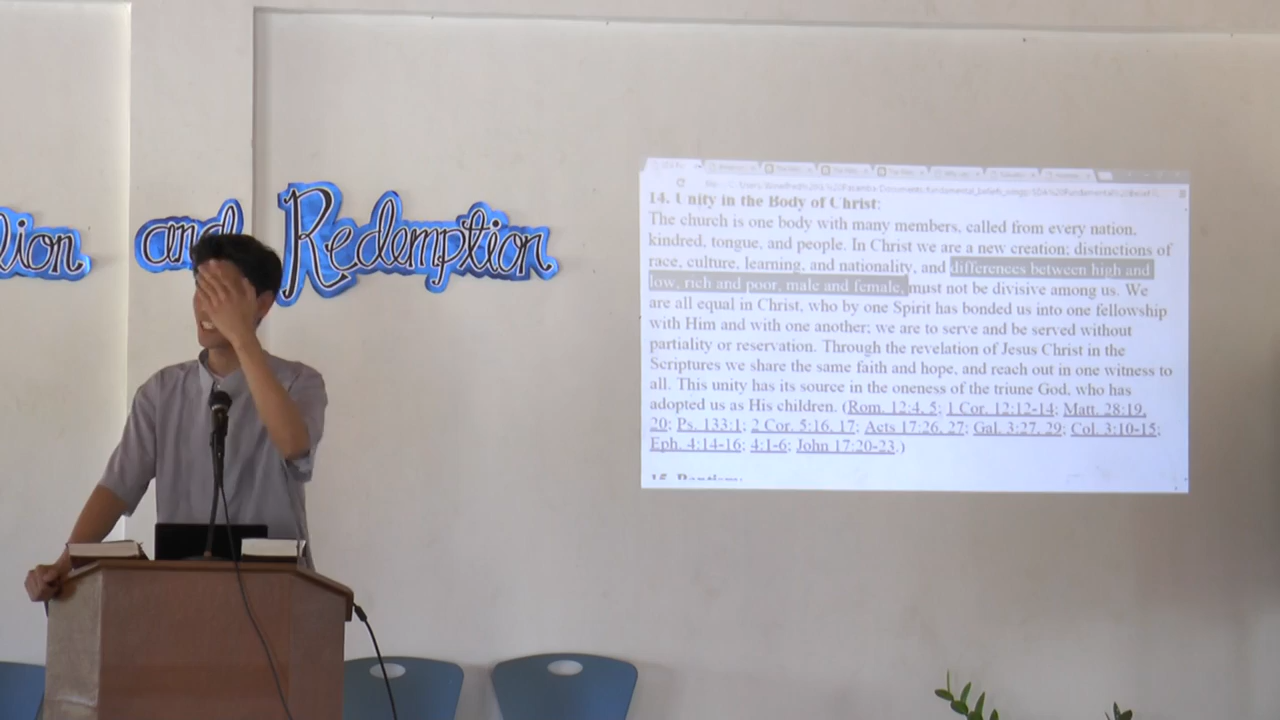 tion and Redemption
14. Unity in the Body of Christ:
The church is one body with many members, called from every nation,
kindred, tongue, and people. In Christ we are a new creation; distinctions of
race, culture, learning, and nationality, and differences between high and
low, rich and poor, male and female, must not be divisive among us. We
are all equal in Christ, who by one Spirit has bonded us into one fellowship
with Him and with one another; we are to serve and be served without
partiality or reservation. Through the revelation of Jesus Christ in the
Scriptures we share the same faith and hope, and reach out in one witness to
all. This unity has its source in the oneness of the triune God, who has
adopted us as His children. (Rom. 12:4, 5; 1 Cor. 12:12-14; Matt. 28:19,
20; Ps. 133:1; 2 Cor. 5:16, 17; Acts 17:26, 27; Gal. 3:27, 29; Col. 3:10-15;
Eph. 4:14-16; 4:1-6; John 17:20-23.)